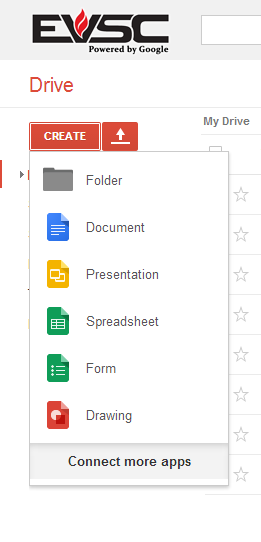 EVSC
Powered by Google
Drive
CREATE
My Drive
Folder
Document
Presentation
Spreadsheet
Form
Drawing
Connect more apps